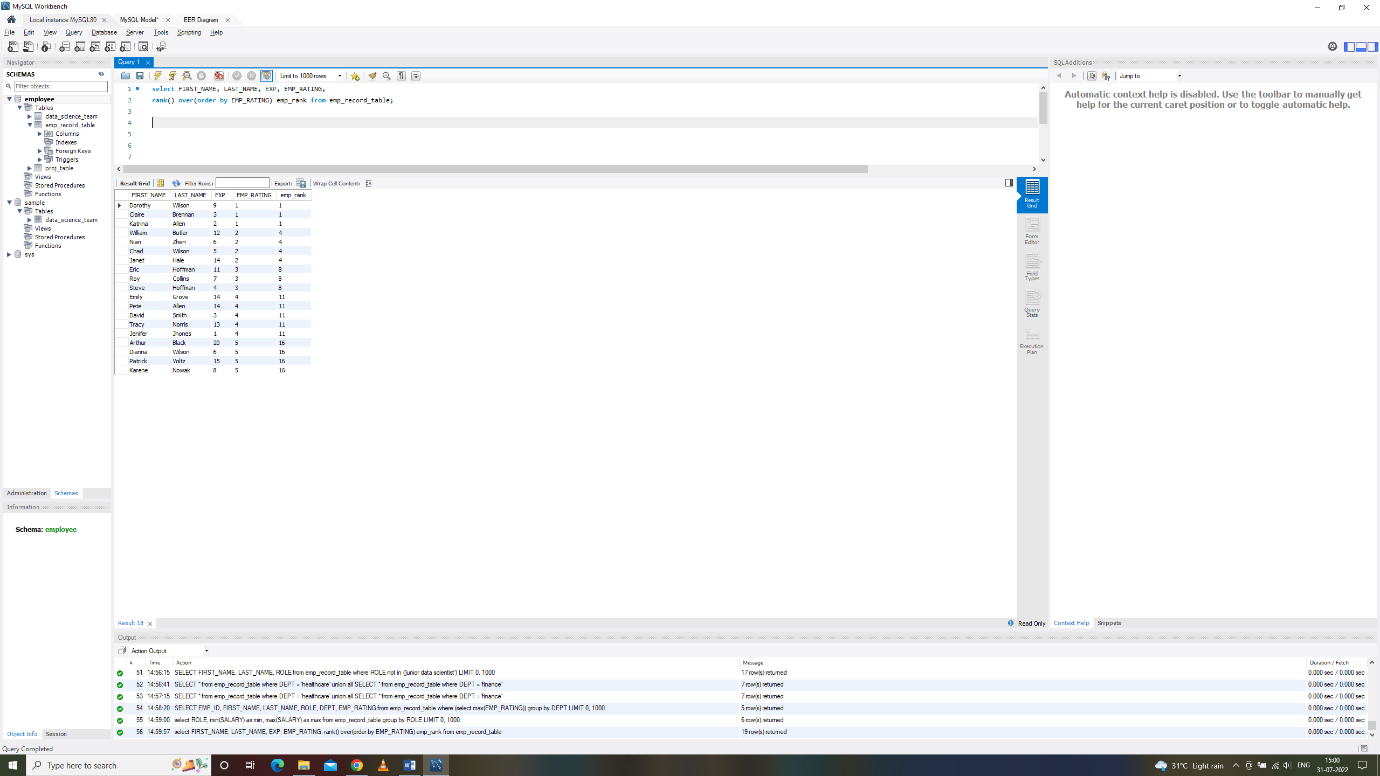 MySQL Workbench
Local instance MySQL80 × MySQL Model* × EER Diagram ×
File Edit View Query Database Server Tools Scripting Help
Navigator
SCHEMAS
Filter objects
employee
Tables
data_science_team
emp_record_table
Columns
Indexes
Foreign Keys
Triggers
proj_table
Views
Stored Procedures
Functions
sample
Tables
data_science_team
Views
Stored Procedures
Functions
sys
Administration Schemas
Information
Schema: employee
Object Info Session
Query Completed
Query 1 ×
Limit to 1000 rows
1 select FIRST_NAME, LAST_NAME, EXP, EMP_RATING,
2 rank() over(order by EMP_RATING) emp_rank from emp_record_table;
3
4
5
6
7
Result Grid Filter Rows: Export: Wrap Cell Content:
FIRST_NAME LAST_NAME EXP EMP_RATING emp_rank
Dorothy Wilson 9 1 1
Claire Brennan 3 1 1
Katrina Allen 2 1 1
William Butler 12 2 4
Nian Zhen 6 2 4
Chad Wilson 5 2 4
Janet Hale 14 2 4
Eric Hoffman 11 3 8
Roy Collins 7 3 8
Steve Hoffman 4 3 8
Emily Grove 14 4 11
Pete Allen 14 4 11
David Smith 3 4 11
Tracy Norris 13 4 11
Jenifer Jhones 1 4 11
Arthur Black 20 5 16
Dianna Wilson 6 5 16
Patrick Voltz 15 5 16
Karene Nowak 8 5 16
Result Grid
Form Editor
Field Types
Query Stats
Execution Plan
Result 18 ×
Read Only
SQLAdditions
Jump to
Automatic context help is disabled. Use the toolbar to manually get
help for the current caret position or to toggle automatic help.
Context Help Snippets
Output
Action Output
# Time Action Message Duration / Fetch
51 14:56:15 SELECT FIRST_NAME, LAST_NAME, ROLE from emp_record_table where ROLE not in ('junior data scientist') LIMIT 0, 1000 17 row(s) returned 0.000 sec / 0.000 sec
52 14:56:41 SELECT * from emp_record_table where DEPT = 'healthcare' union all SELECT * from emp_record_table where DEPT = 'finance' 7 row(s) returned 0.000 sec / 0.000 sec
53 14:57:15 SELECT * from emp_record_table where DEPT = 'healthcare' union all SELECT * from emp_record_table where DEPT = 'finance' 7 row(s) returned 0.000 sec / 0.000 sec
54 14:58:20 SELECT EMP_ID, FIRST_NAME, LAST_NAME, ROLE, DEPT, EMP_RATING from emp_record_table where (select max(EMP_RATING)) group by DEPT LIMIT 0, 1000 5 row(s) returned 0.000 sec / 0.000 sec
55 14:59:00 select ROLE, min(SALARY) as min, max(SALARY) as max from emp_record_table group by ROLE LIMIT 0, 1000 6 row(s) returned 0.000 sec / 0.000 sec
56 14:59:57 select FIRST_NAME, LAST_NAME, EXP, EMP_RATING, rank() over(order by EMP_RATING) emp_rank from emp_record_table 19 row(s) returned 0.000 sec / 0.000 sec
Type here to search
31°C Light rain
ENG
15:00
31-07-2022